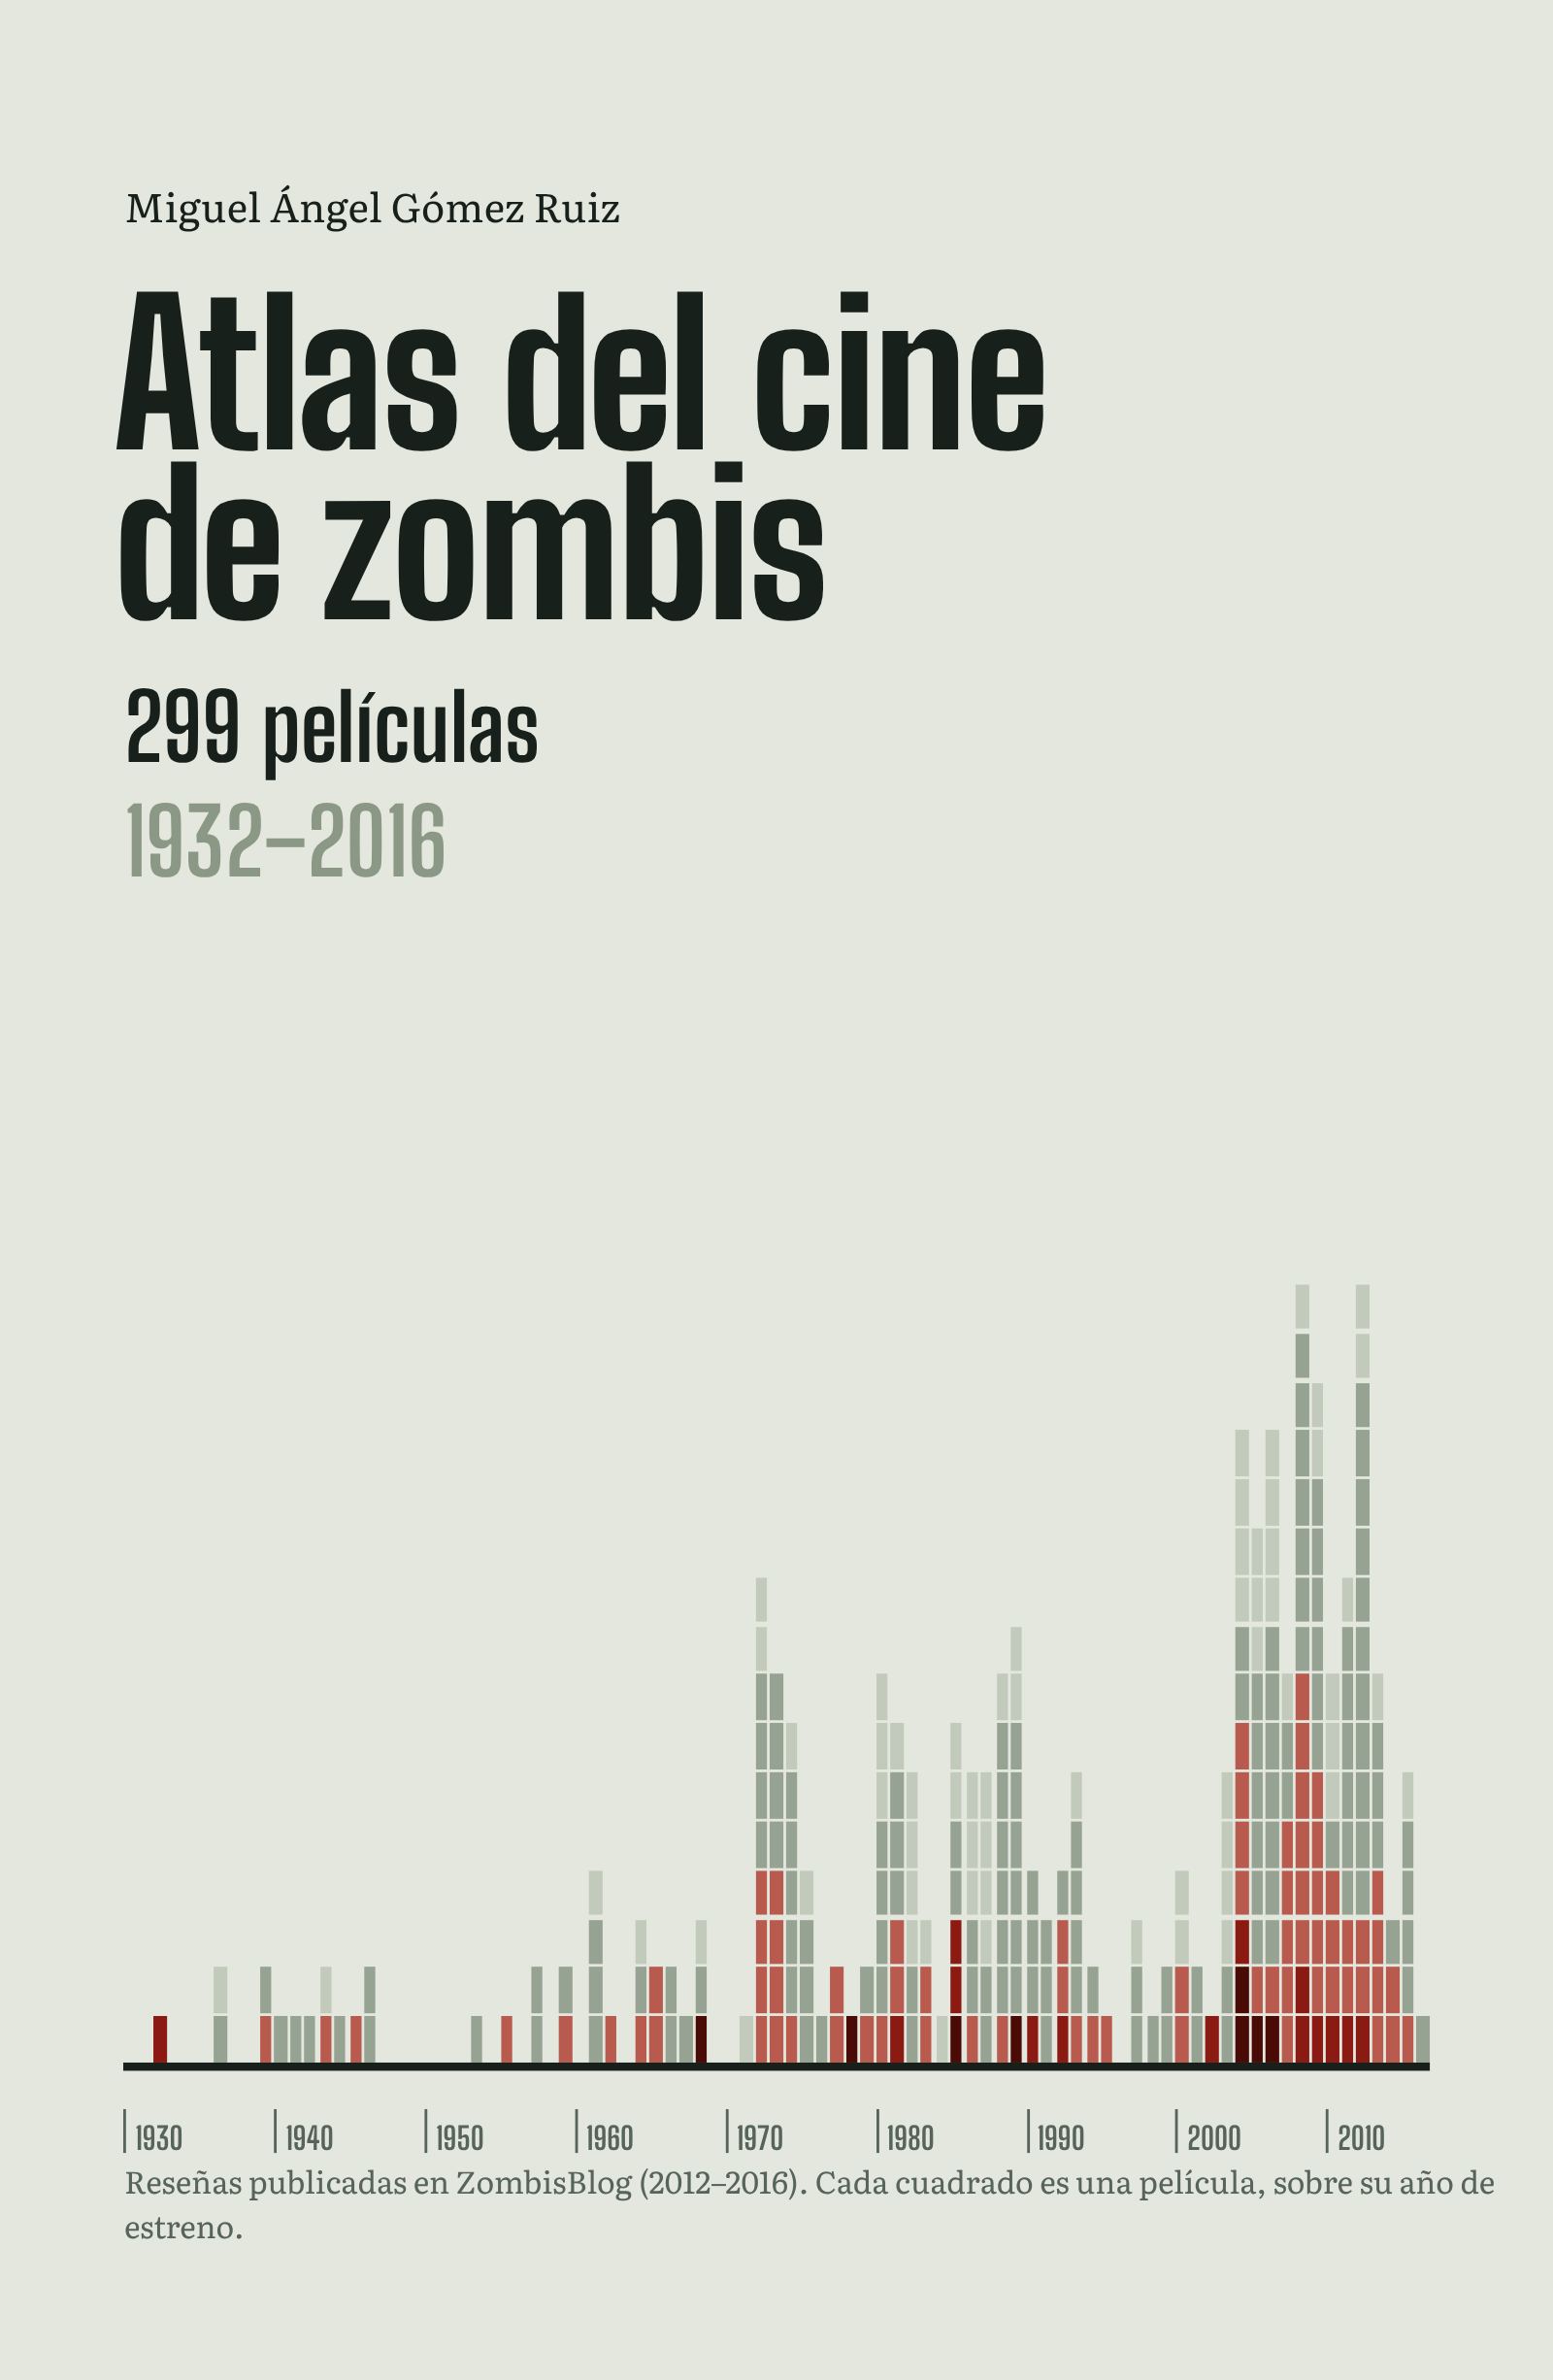 Miguel Ángel Gómez Ruiz
Atlas del cine
de zombis
299 películas
1932–2016
1930 1940 1950 1960 1970 1980 1990 2000 2010
Reseñas publicadas en ZombisBlog (2012–2016). Cada cuadrado es una película, sobre su año de
estreno.